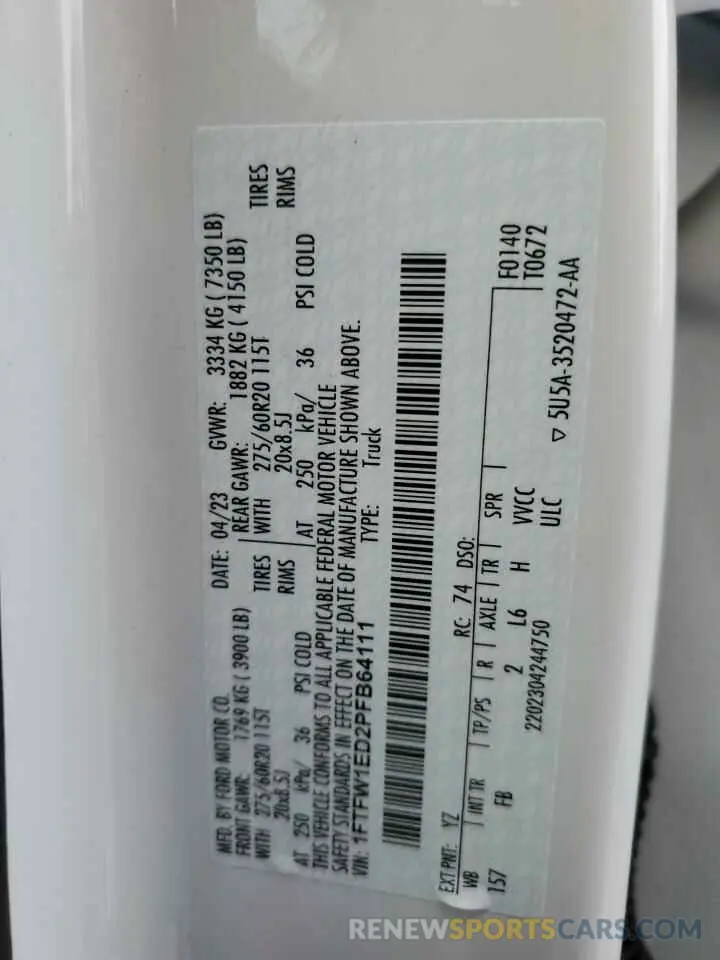 MFD. BY FORD MOTOR CO.
DATE: 04/23 GVWR: 3334 KG ( 7350 LB)
FRONT GAWR: 1769 KG ( 3900 LB) REAR GAWR: 1882 KG ( 4150 LB)
WITH 275/60R20 115T TIRES WITH 275/60R20 115T TIRES
20x8.5J RIMS 20x8.5J RIMS
AT 250 kPa/ 36 PSI COLD AT 250 kPa/ 36 PSI COLD
THIS VEHICLE CONFORMS TO ALL APPLICABLE FEDERAL MOTOR VEHICLE
SAFETY STANDARDS IN EFFECT ON THE DATE OF MANUFACTURE SHOWN ABOVE.
VIN: 1FTFW1ED2PFB64111 TYPE: Truck
EXT PNT: YZ RC: 74 DSO:
WB INT TR TP/PS R AXLE TR SPR F0140
157 FB 2 L6 H VVCC T0672
2202304244750 ULC
▽ 5U5A-3520472-AA
RENEWSPORTSCARS.COM